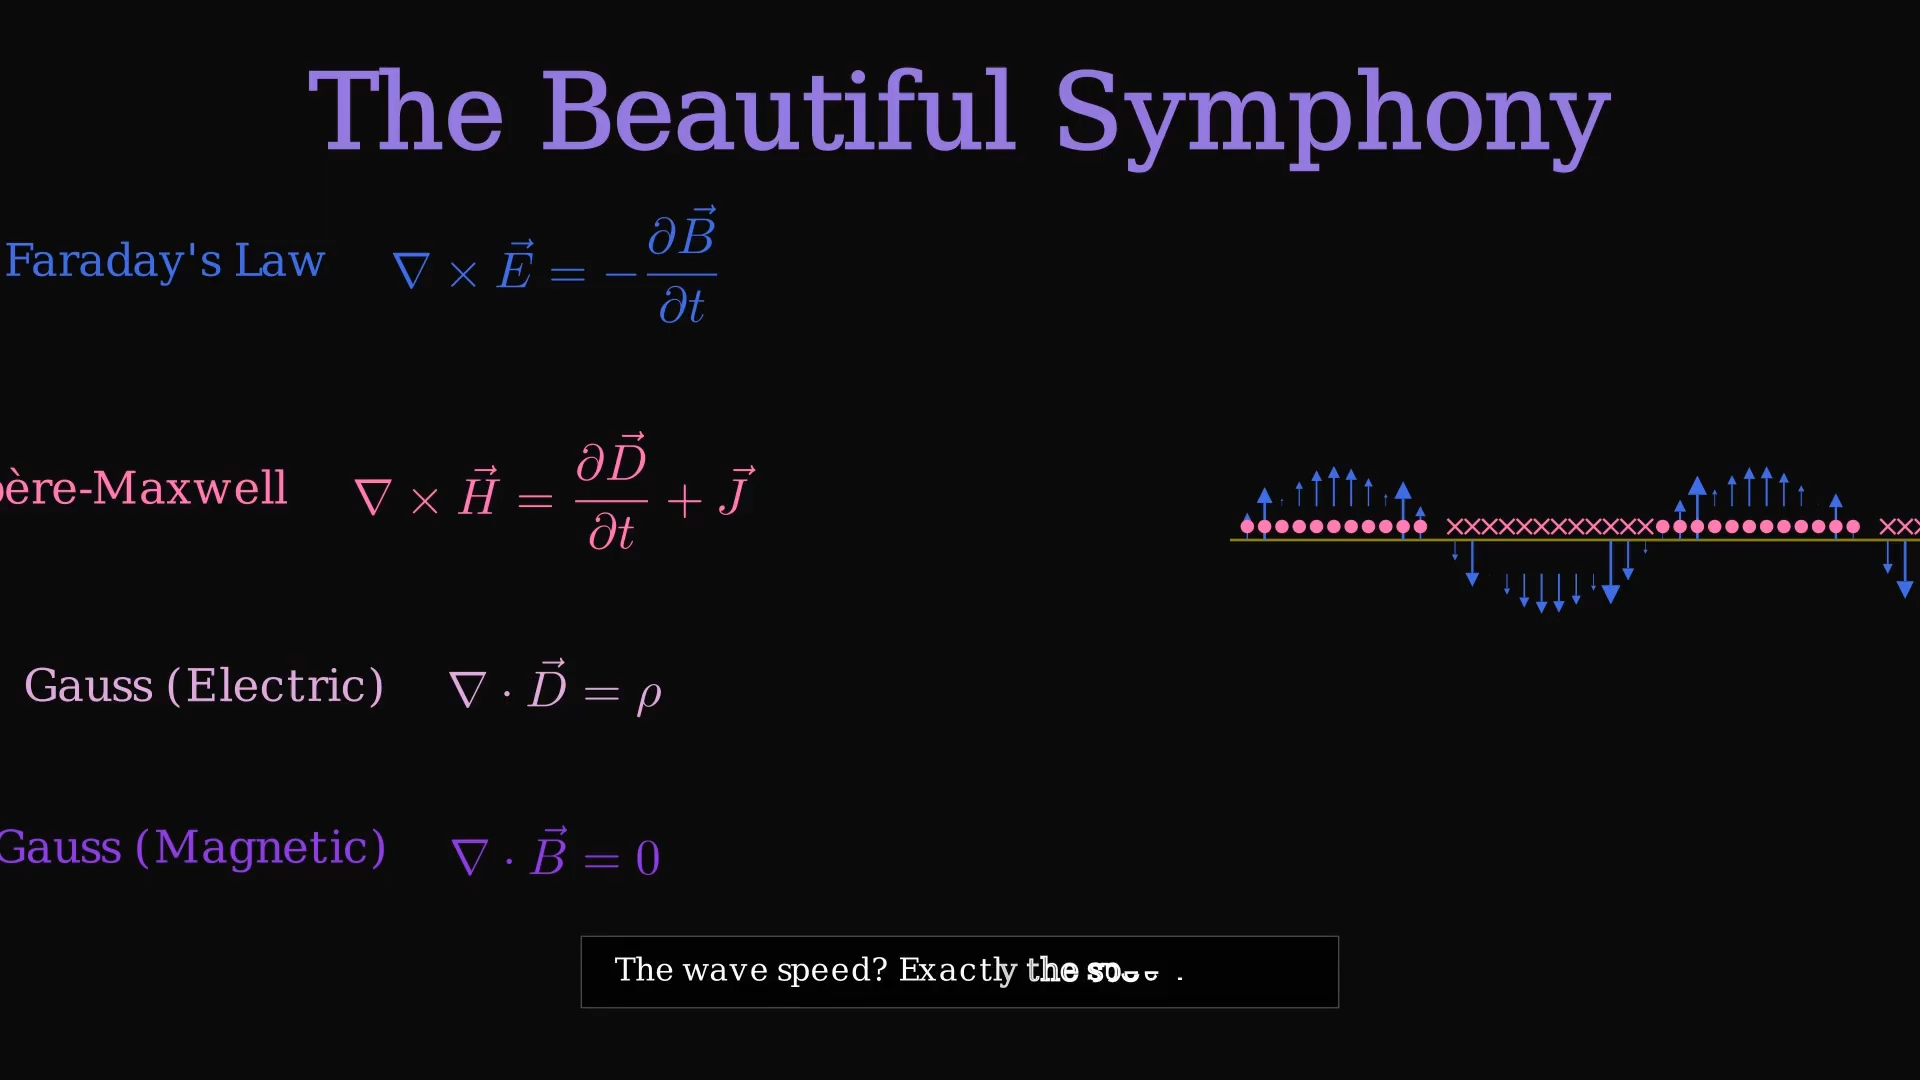 The Beautiful Symphony
Faraday's Law ∇ × E⃗ = −∂B⃗/∂t
ère-Maxwell ∇ × H⃗ = ∂D⃗/∂t + J⃗
Gauss (Electric) ∇ · D⃗ = ρ
Gauss (Magnetic) ∇ · B⃗ = 0
The wave speed? Exactly the